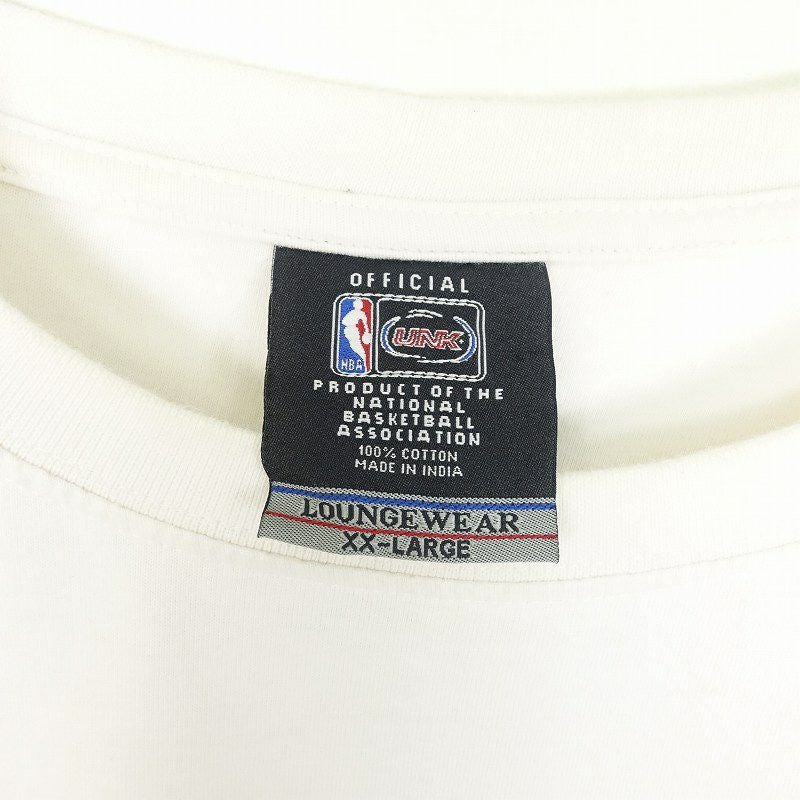 OFFICIAL
NBA UNK
PRODUCT OF THE
NATIONAL
BASKETBALL
ASSOCIATION
100% COTTON
MADE IN INDIA
LOUNGEWEAR
XX-LARGE